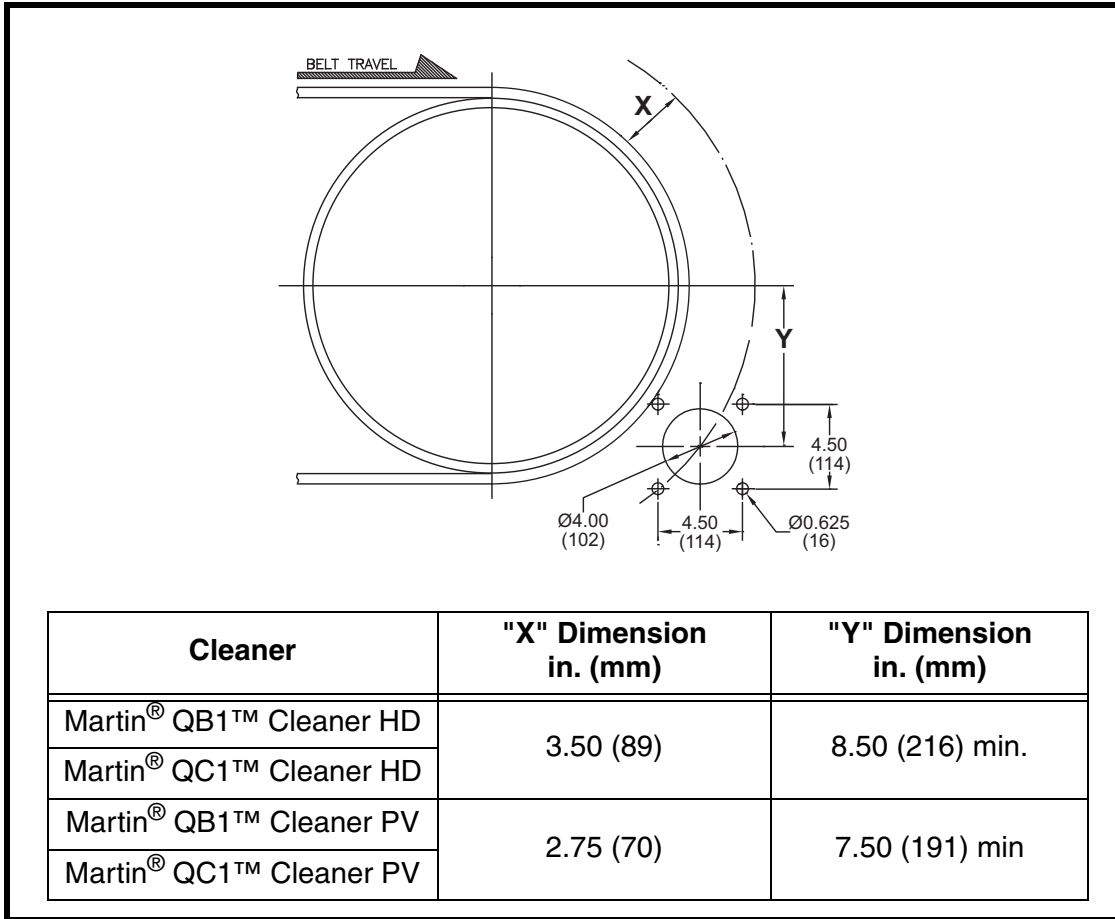 BELT TRAVEL
X
Y
4.50
(114)
Ø4.00
(102)
4.50
(114)
Ø0.625
(16)
Cleaner
"X" Dimension
in. (mm)
"Y" Dimension
in. (mm)
Martin® QB1™ Cleaner HD
3.50 (89)
8.50 (216) min.
Martin® QC1™ Cleaner HD
Martin® QB1™ Cleaner PV
2.75 (70)
7.50 (191) min
Martin® QC1™ Cleaner PV